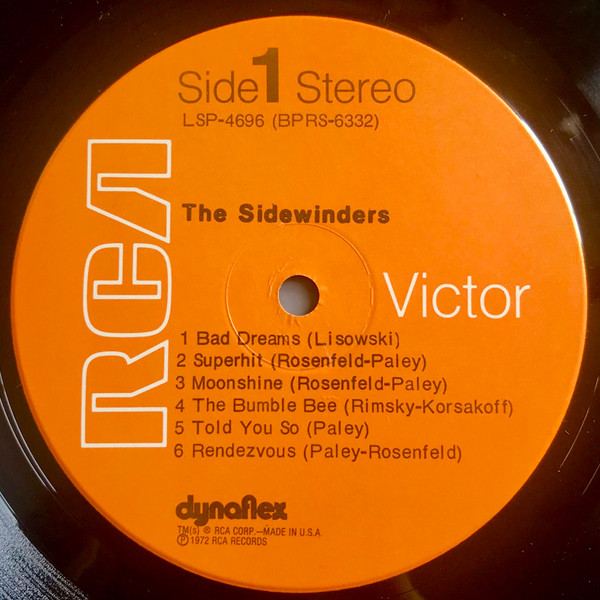 Side 1 Stereo
LSP-4696 (BPRS-6332)
RCA
The Sidewinders
Victor
1 Bad Dreams (Lisowski)
2 Superhit (Rosenfeld-Paley)
3 Moonshine (Rosenfeld-Paley)
4 The Bumble Bee (Rimsky-Korsakoff)
5 Told You So (Paley)
6 Rendezvous (Paley-Rosenfeld)
dynaflex
TM(s) ® RCA CORP.—MADE IN U.S.A.
℗ 1972 RCA RECORDS